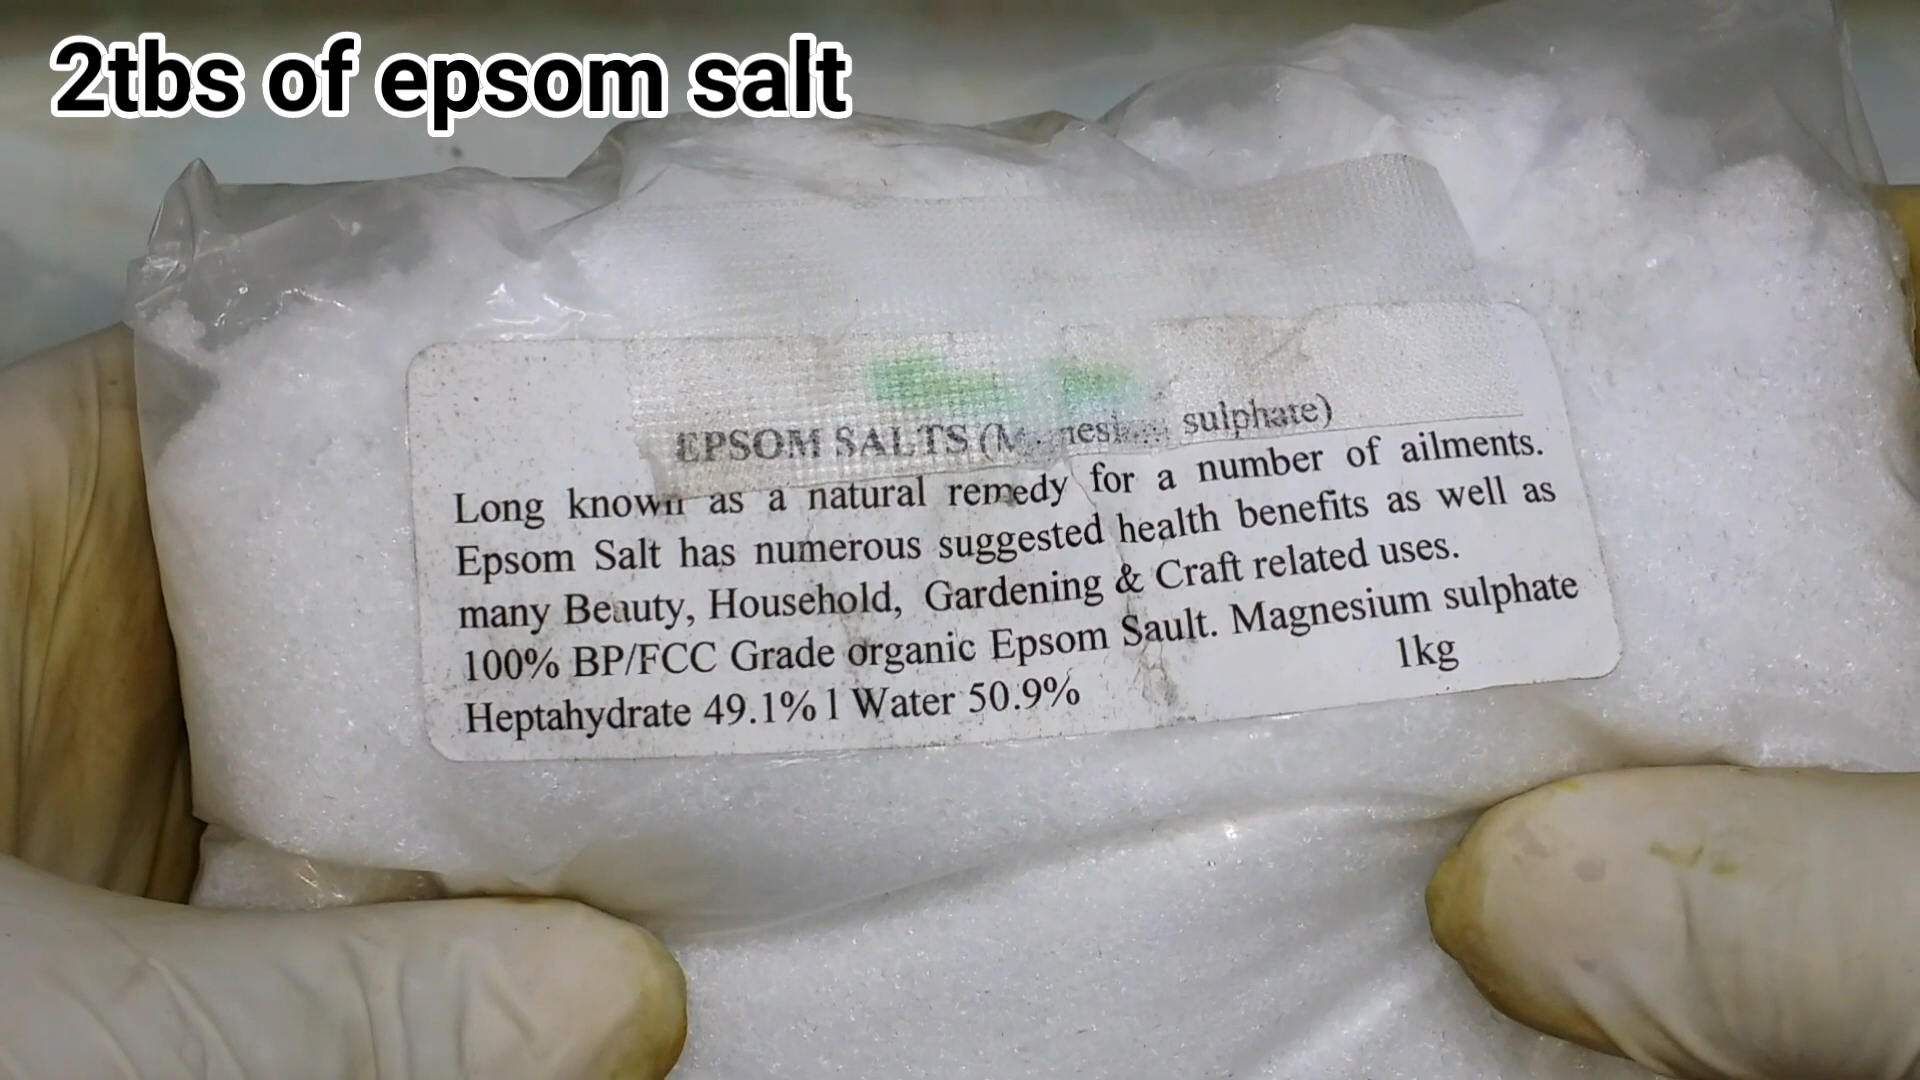 2tbs of epsom salt
EPSOM SALTS ( sulphate)
Long known as a natural remedy for a number of ailments.
Epsom Salt has numerous suggested health benefits as well as
many Beauty, Household, Gardening & Craft related uses.
100% BP/FCC Grade organic Epsom Sault. Magnesium sulphate
Heptahydrate 49.1% l Water 50.9%
1kg